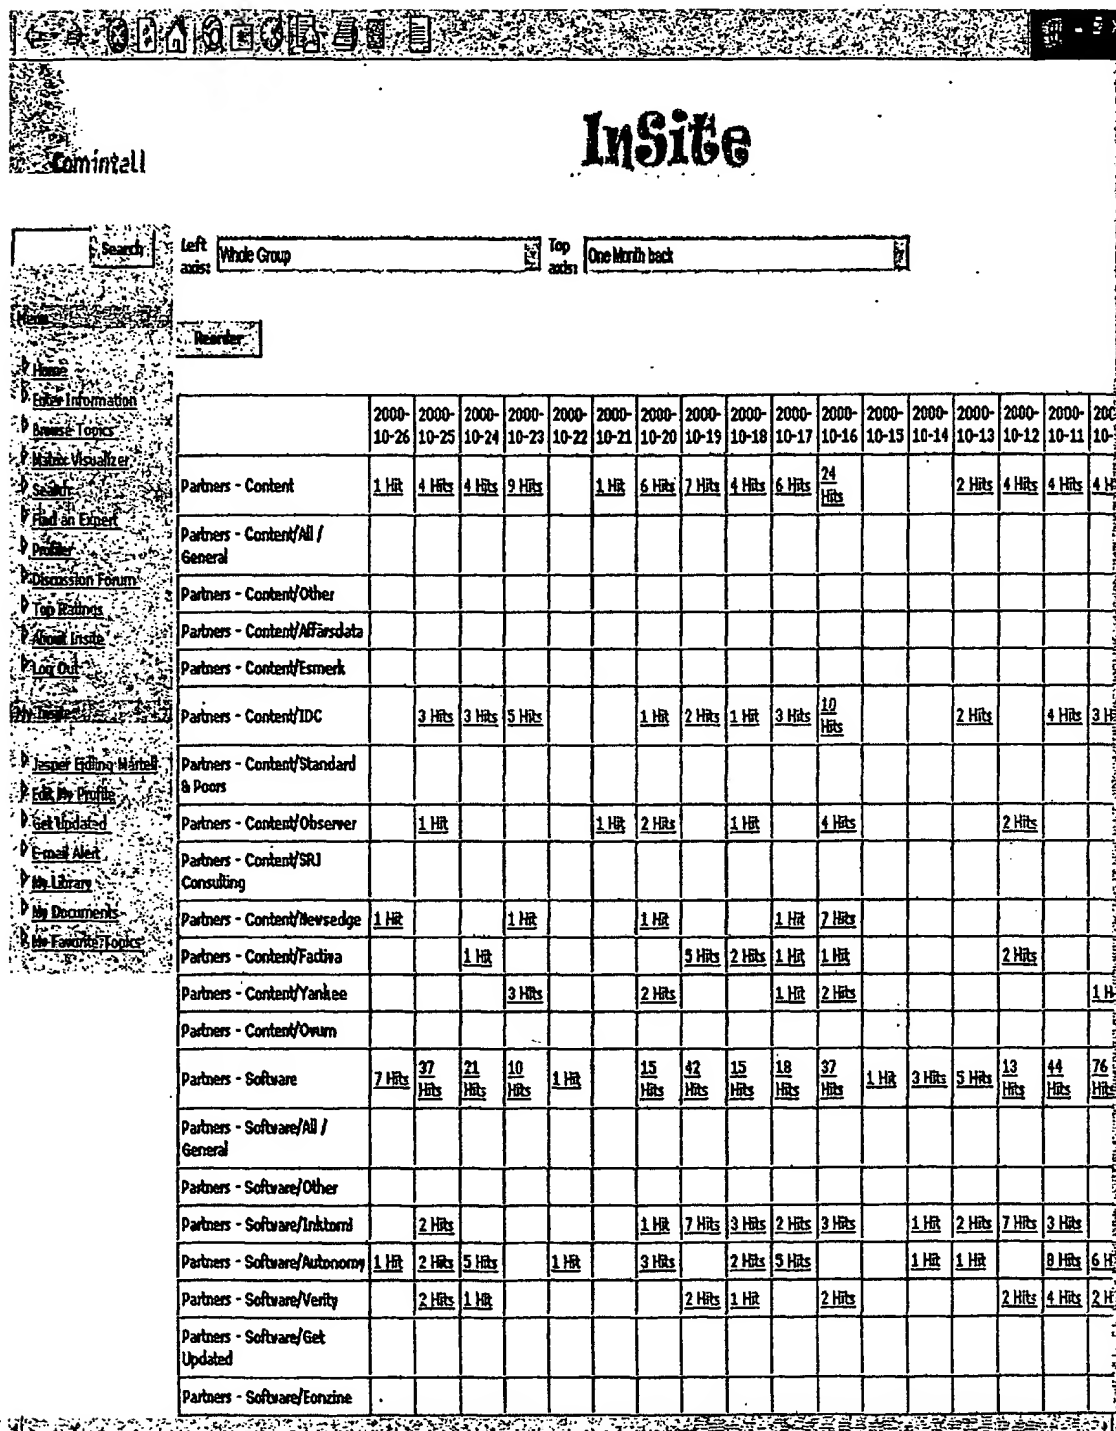 InSite
Comintell
Search
Left axis:
Whole Group
Top axis:
One Month back
Reorder
Menu
Home
Enter Information
Browse Topics
Matrix Visualizer
Search
Find an Expert
Profiler
Discussion Forum
Top Ratings
About Insite
Log Out
My Insite
Jesper Ejdling Martell
Edit My Profile
Get Updated
E-mail Alert
My Library
My Documents
My Favorite Topics
2000- 2000- 2000- 2000- 2000- 2000- 2000- 2000- 2000- 2000- 2000- 2000- 2000- 2000- 2000- 2000- 200
10-26 10-25 10-24 10-23 10-22 10-21 10-20 10-19 10-18 10-17 10-16 10-15 10-14 10-13 10-12 10-11 10-
Partners - Content 1 Hit 4 Hits 4 Hits 9 Hits 1 Hit 6 Hits 7 Hits 4 Hits 6 Hits 24 Hits 2 Hits 4 Hits 4 Hits 4 H
Partners - Content/All /
General
Partners - Content/Other
Partners - Content/Affärsdata
Partners - Content/Esmerk
Partners - Content/IDC 3 Hits 3 Hits 5 Hits 1 Hit 2 Hits 1 Hit 3 Hits 10 Hits 2 Hits 4 Hits 3 H
Partners - Content/Standard
& Poors
Partners - Content/Observer 1 Hit 1 Hit 2 Hits 1 Hit 4 Hits 2 Hits
Partners - Content/SRI
Consulting
Partners - Content/Newsedge 1 Hit 1 Hit 1 Hit 1 Hit 7 Hits
Partners - Content/Factiva 1 Hit 5 Hits 2 Hits 1 Hit 1 Hit 2 Hits
Partners - Content/Yankee 3 Hits 2 Hits 1 Hit 2 Hits 1 H
Partners - Content/Ovum
Partners - Software 7 Hits 37 Hits 21 Hits 10 Hits 1 Hit 15 Hits 42 Hits 15 Hits 18 Hits 37 Hits 1 Hit 3 Hits 5 Hits 13 Hits 44 Hits 76 Hits
Partners - Software/All /
General
Partners - Software/Other
Partners - Software/Inktomi 2 Hits 1 Hit 7 Hits 3 Hits 2 Hits 3 Hits 1 Hit 2 Hits 7 Hits 3 Hits
Partners - Software/Autonomy 1 Hit 2 Hits 5 Hits 1 Hit 3 Hits 2 Hits 5 Hits 1 Hit 1 Hit 8 Hits 6 H
Partners - Software/Verity 2 Hits 1 Hit 2 Hits 1 Hit 2 Hits 2 Hits 4 Hits 2 H
Partners - Software/Get
Updated
Partners - Software/Eonzine